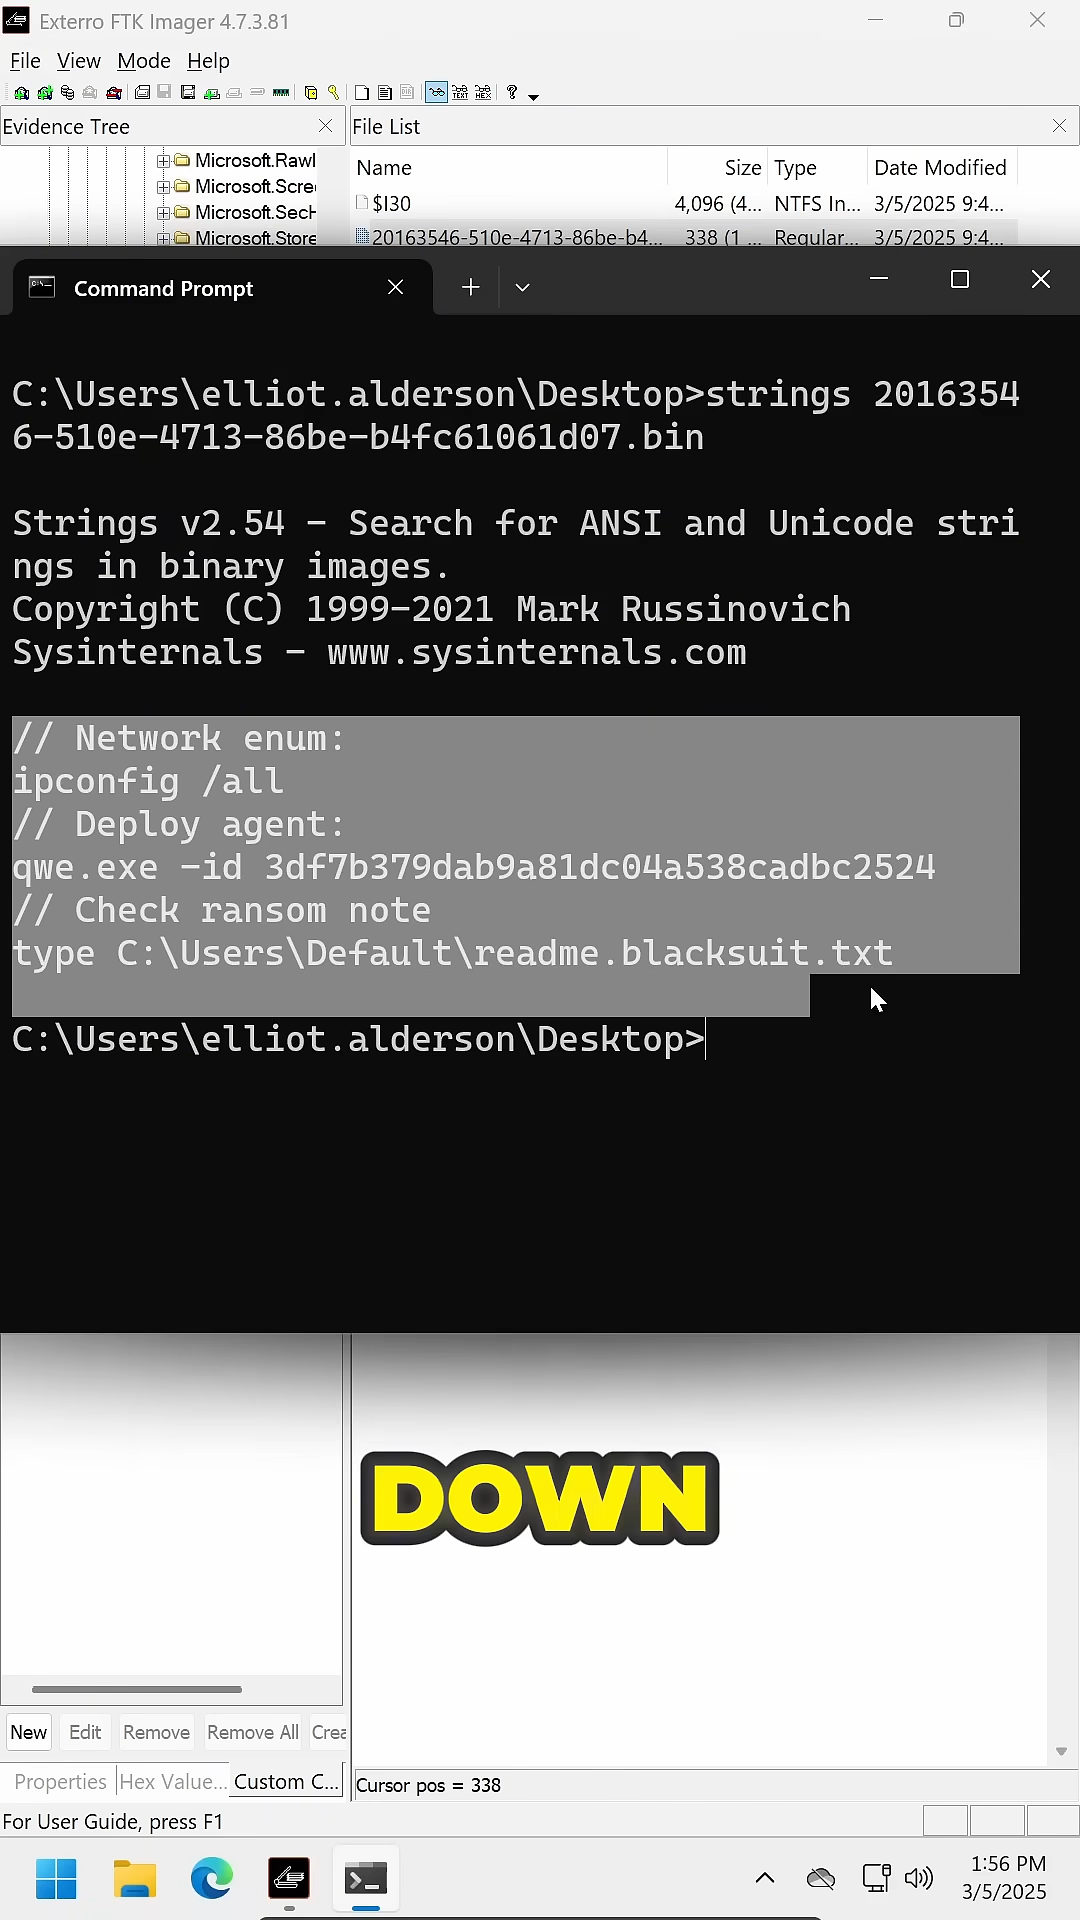 Exterro FTK Imager 4.7.3.81
File View Mode Help
Evidence Tree
File List
Microsoft.RawI
Microsoft.Scre
Microsoft.SecH
Microsoft.Store
Name Size Type Date Modified
$I30 4,096 (4... NTFS In... 3/5/2025 9:4...
20163546-510e-4713-86be-b4... 338 (1 ... Regular... 3/5/2025 9:4...
Command Prompt
C:\Users\elliot.alderson\Desktop>strings 2016354
6-510e-4713-86be-b4fc61061d07.bin
Strings v2.54 - Search for ANSI and Unicode stri
ngs in binary images.
Copyright (C) 1999-2021 Mark Russinovich
Sysinternals - www.sysinternals.com
// Network enum:
ipconfig /all
// Deploy agent:
qwe.exe -id 3df7b379dab9a81dc04a538cadbc2524
// Check ransom note
type C:\Users\Default\readme.blacksuit.txt
C:\Users\elliot.alderson\Desktop>
DOWN
New Edit Remove Remove All Crea
Properties Hex Value... Custom C...
Cursor pos = 338
For User Guide, press F1
1:56 PM
3/5/2025